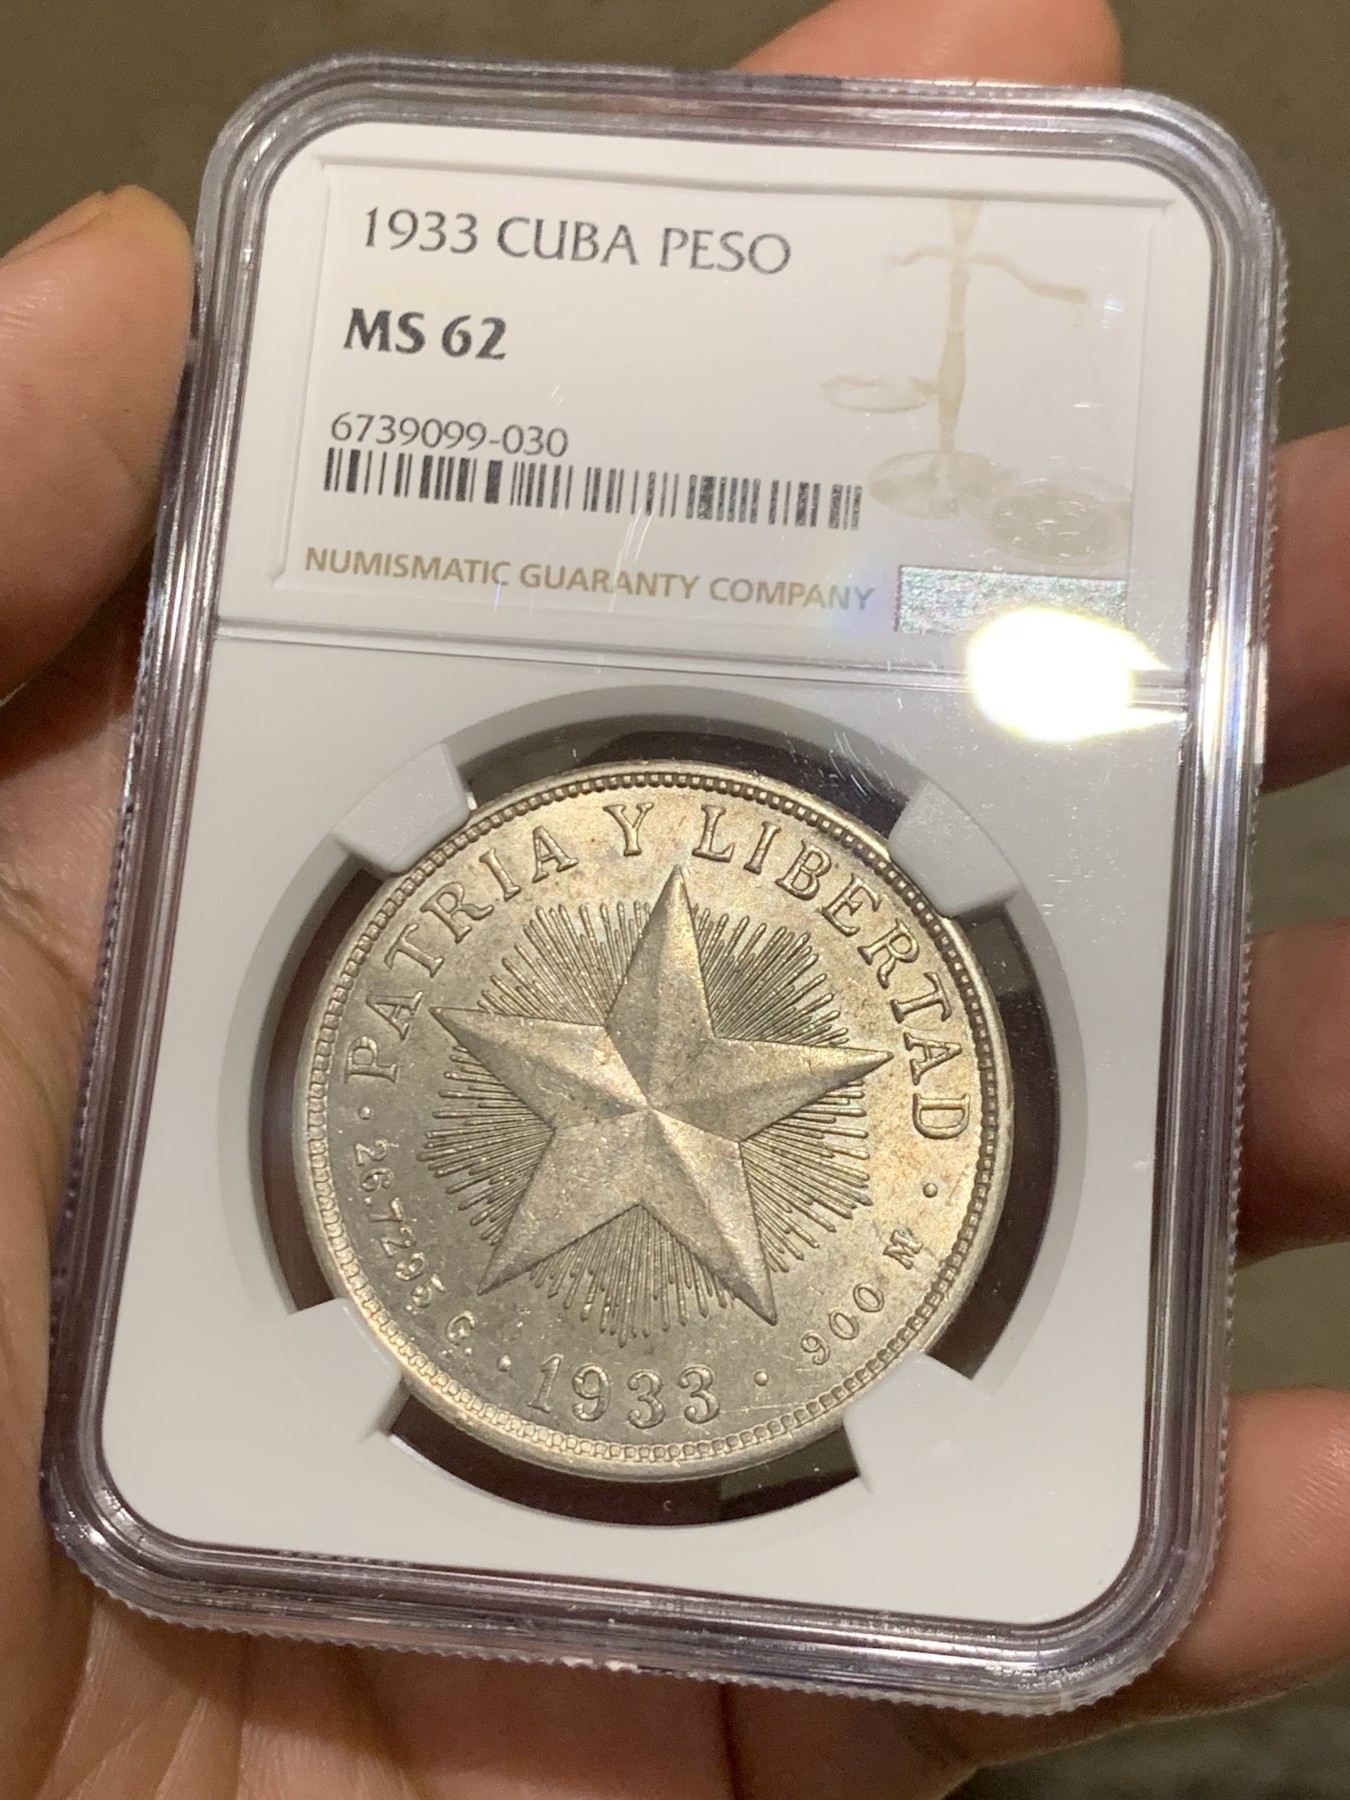 1933 CUBA PESO
MS 62
6739099-030
NUMISMATIC GUARANTY COMPANY
PATRIA Y LIBERTAD
· 26.7295 G. · 1933 · 900 M ·